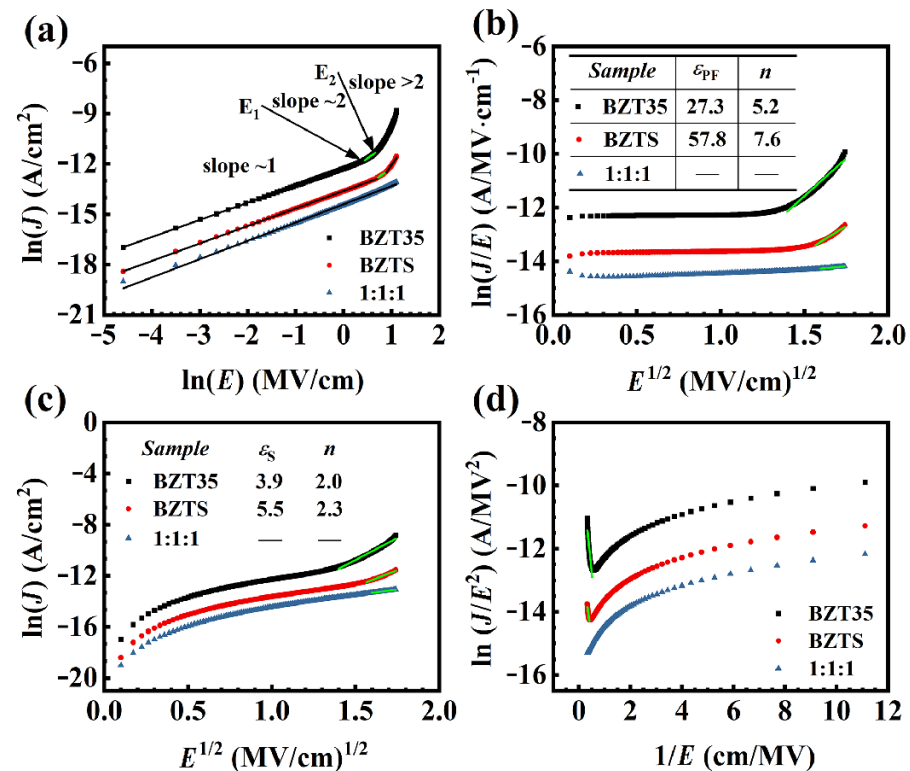 (a)
ln(J) (A/cm²)
-6
-9
-12
-15
-18
-21
E₂ slope >2
E₁ slope ~2
slope ~1
BZT35
BZTS
1:1:1
-5 -4 -3 -2 -1 0 1 2
ln(E) (MV/cm)
(b)
ln(J/E) (A/MV·cm⁻¹)
-6
-8
-10
-12
-14
-16
Sample ε_PF n
BZT35 27.3 5.2
BZTS 57.8 7.6
1:1:1 — —
0.0 0.5 1.0 1.5 2.0
E^1/2 (MV/cm)^1/2
(c)
ln(J) (A/cm²)
0
-4
-8
-12
-16
-20
Sample ε_S n
BZT35 3.9 2.0
BZTS 5.5 2.3
1:1:1 — —
0.0 0.5 1.0 1.5 2.0
E^1/2 (MV/cm)^1/2
(d)
ln (J/E²) (A/MV²)
-8
-10
-12
-14
-16
BZT35
BZTS
1:1:1
0 2 4 6 8 10 12
1/E (cm/MV)